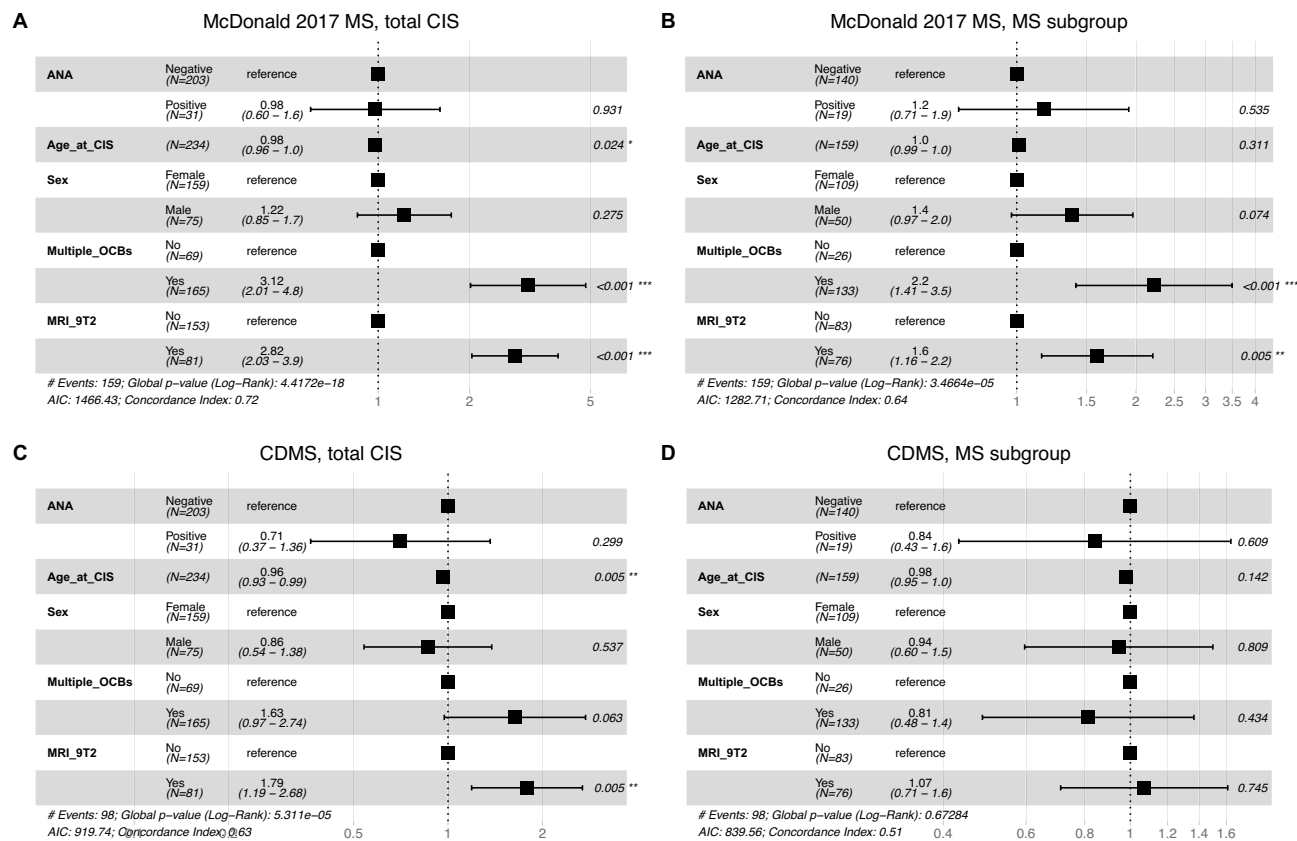 A
McDonald 2017 MS, total CIS
ANA
Negative
(N=203)
reference
Positive
(N=31)
0.98
(0.60 − 1.6)
0.931
Age_at_CIS
(N=234)
0.98
(0.96 − 1.0)
0.024 *
Sex
Female
(N=159)
reference
Male
(N=75)
1.22
(0.85 − 1.7)
0.275
Multiple_OCBs
No
(N=69)
reference
Yes
(N=165)
3.12
(2.01 − 4.8)
<0.001 ***
MRI_9T2
No
(N=153)
reference
Yes
(N=81)
2.82
(2.03 − 3.9)
<0.001 ***
# Events: 159; Global p−value (Log−Rank): 4.4172e−18
AIC: 1466.43; Concordance Index: 0.72
1 2 5
B
McDonald 2017 MS, MS subgroup
ANA
Negative
(N=140)
reference
Positive
(N=19)
1.2
(0.71 − 1.9)
0.535
Age_at_CIS
(N=159)
1.0
(0.99 − 1.0)
0.311
Sex
Female
(N=109)
reference
Male
(N=50)
1.4
(0.97 − 2.0)
0.074
Multiple_OCBs
No
(N=26)
reference
Yes
(N=133)
2.2
(1.41 − 3.5)
<0.001 ***
MRI_9T2
No
(N=83)
reference
Yes
(N=76)
1.6
(1.16 − 2.2)
0.005 **
# Events: 159; Global p−value (Log−Rank): 3.4664e−05
AIC: 1282.71; Concordance Index: 0.64
1 1.5 2 2.5 3 3.5 4
C
CDMS, total CIS
ANA
Negative
(N=203)
reference
Positive
(N=31)
0.71
(0.37 − 1.36)
0.299
Age_at_CIS
(N=234)
0.96
(0.93 − 0.99)
0.005 **
Sex
Female
(N=159)
reference
Male
(N=75)
0.86
(0.54 − 1.38)
0.537
Multiple_OCBs
No
(N=69)
reference
Yes
(N=165)
1.63
(0.97 − 2.74)
0.063
MRI_9T2
No
(N=153)
reference
Yes
(N=81)
1.79
(1.19 − 2.68)
0.005 **
# Events: 98; Global p−value (Log−Rank): 5.311e−05
AIC: 919.74; Concordance Index: 0.63
0.1 0.2 0.5 1 2
D
CDMS, MS subgroup
ANA
Negative
(N=140)
reference
Positive
(N=19)
0.84
(0.43 − 1.6)
0.609
Age_at_CIS
(N=159)
0.98
(0.95 − 1.0)
0.142
Sex
Female
(N=109)
reference
Male
(N=50)
0.94
(0.60 − 1.5)
0.809
Multiple_OCBs
No
(N=26)
reference
Yes
(N=133)
0.81
(0.48 − 1.4)
0.434
MRI_9T2
No
(N=83)
reference
Yes
(N=76)
1.07
(0.71 − 1.6)
0.745
# Events: 98; Global p−value (Log−Rank): 0.67284
AIC: 839.56; Concordance Index: 0.51
0.4 0.6 0.8 1 1.2 1.4 1.6